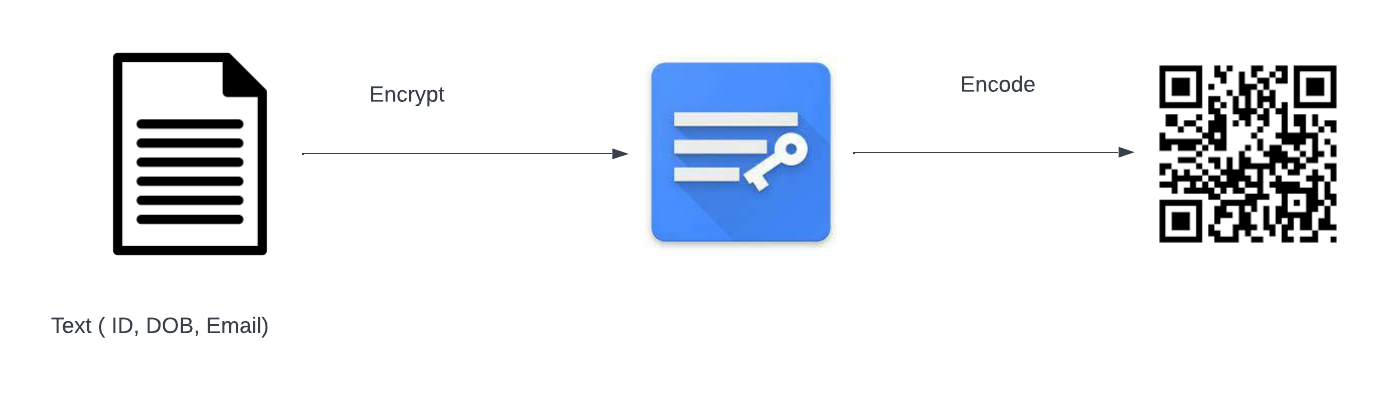 Encrypt
Encode
Text ( ID, DOB, Email)